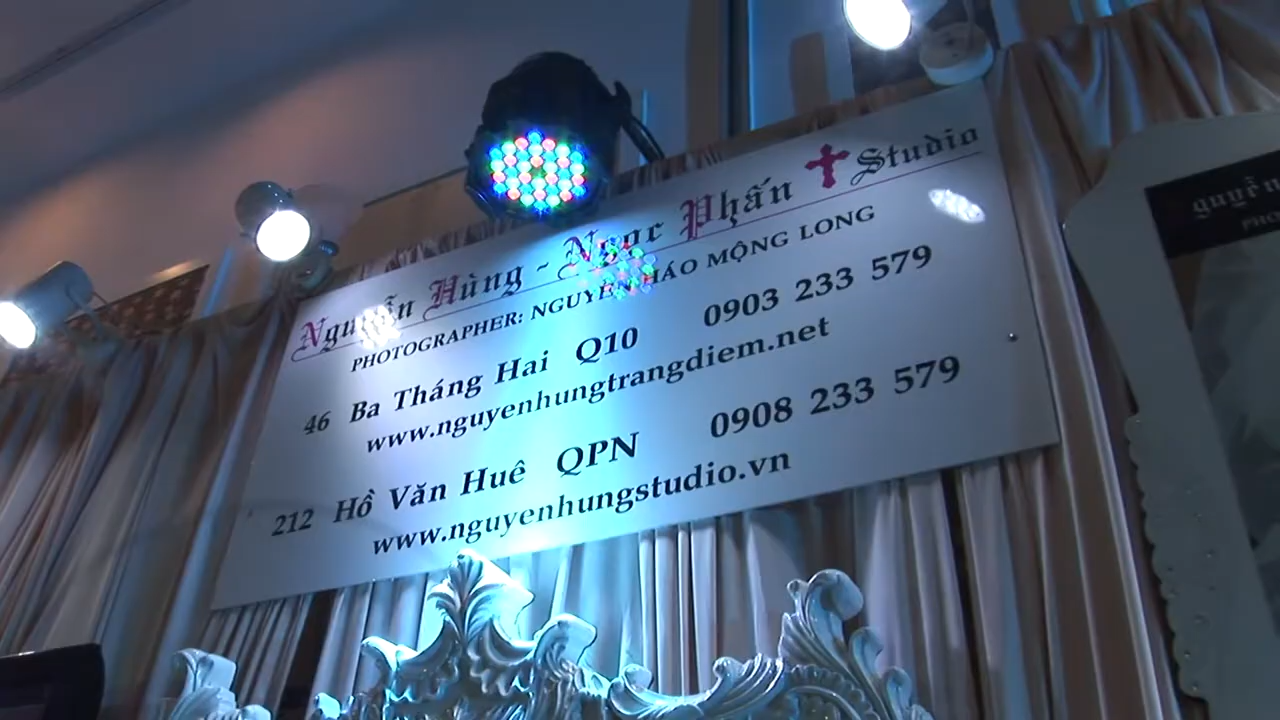 Nguyễn Hùng - Ngọc Phấn Studio
PHOTOGRAPHER: NGUYỄN HÁO MỘNG LONG
46 Ba Tháng Hai Q10 0903 233 579
www.nguyenhungtrangdiem.net
212 Hồ Văn Huê QPN 0908 233 579
www.nguyenhungstudio.vn